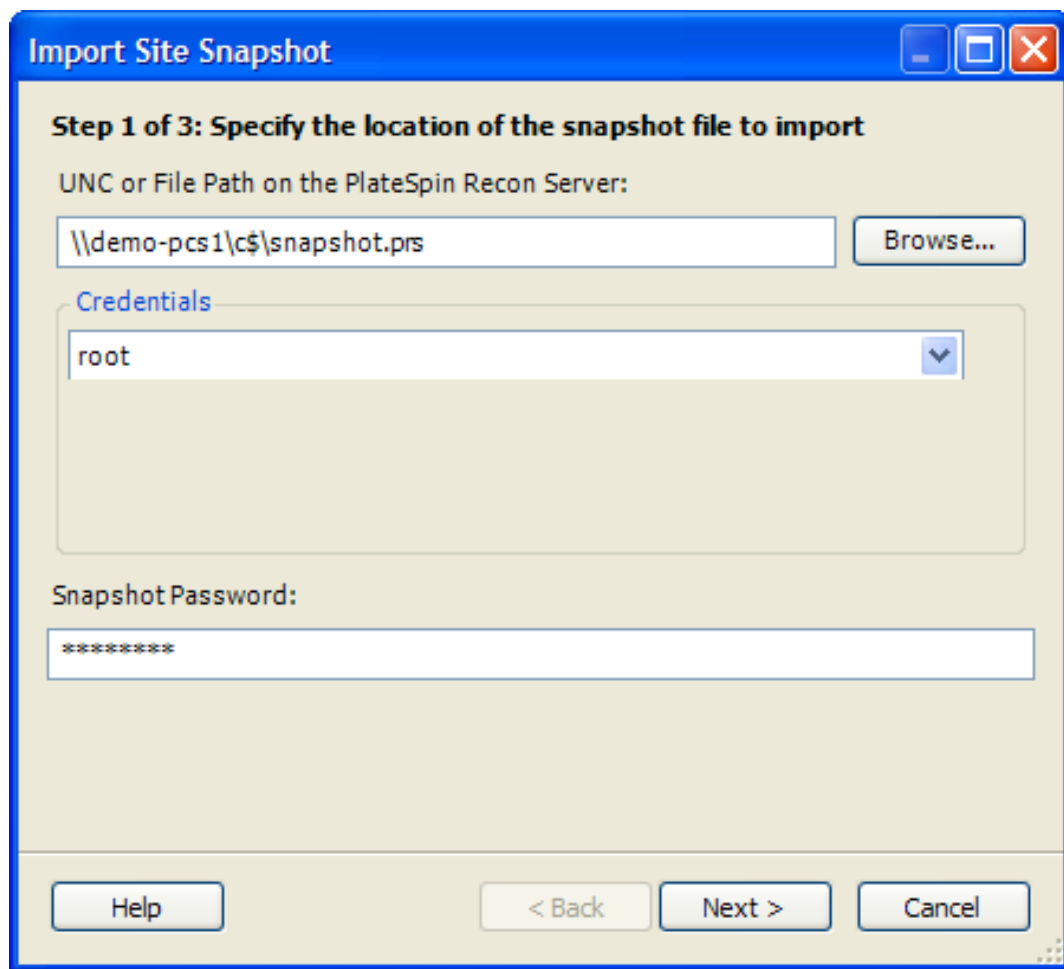 Import Site Snapshot
Step 1 of 3: Specify the location of the snapshot file to import
UNC or File Path on the PlateSpin Recon Server:
\\demo-pcs1\c$\snapshot.prs
Browse...
Credentials
root
Snapshot Password:
********
Help
< Back
Next >
Cancel